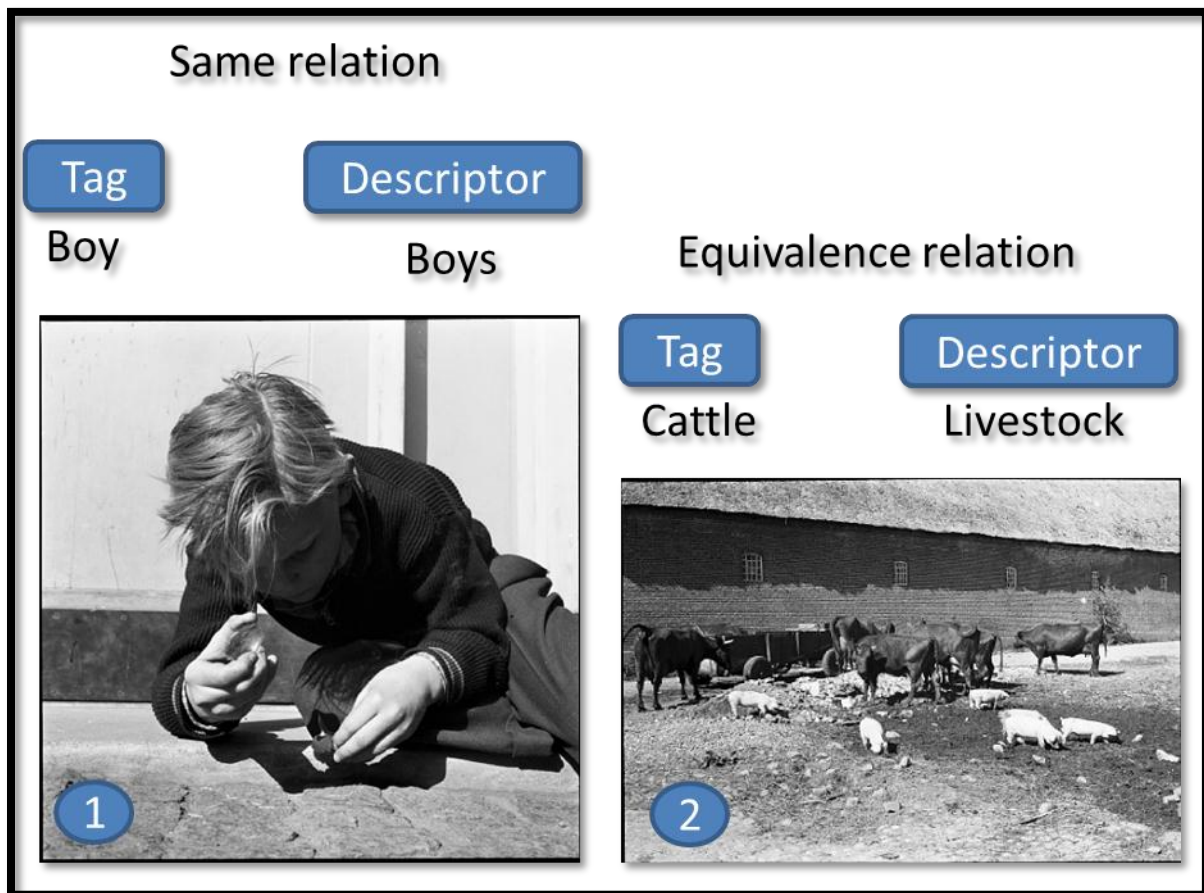 Same relation
Tag
Descriptor
Boy
Boys
1
Equivalence relation
Tag
Descriptor
Cattle
Livestock
2